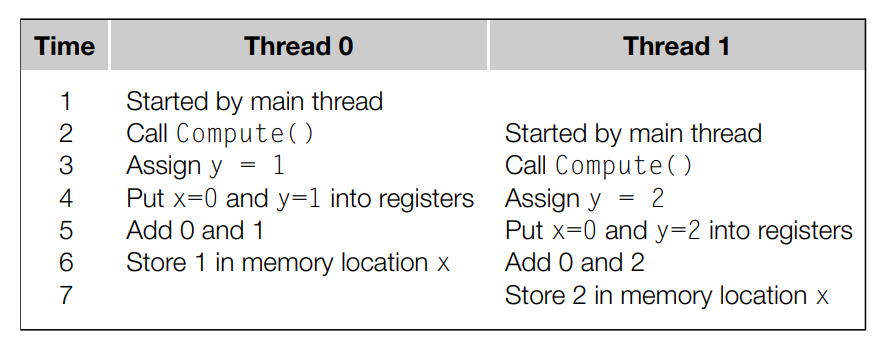 Time Thread 0 Thread 1
1 Started by main thread
2 Call Compute() Started by main thread
3 Assign y = 1 Call Compute()
4 Put x=0 and y=1 into registers Assign y = 2
5 Add 0 and 1 Put x=0 and y=2 into registers
6 Store 1 in memory location x Add 0 and 2
7 Store 2 in memory location x